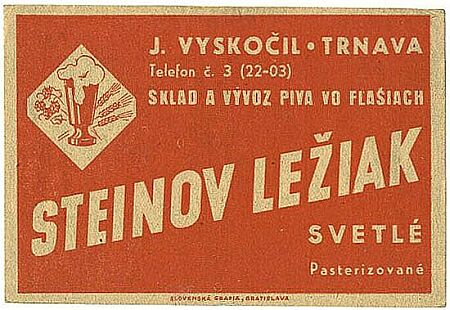 J. VYSKOČIL • TRNAVA
Telefon č. 3 (22-03)
SKLAD A VÝVOZ PIVA VO FLAŠIACH
STEINOV LEŽIAK
SVETLÉ
Pasterizované
SLOVENSKÁ GRAFIA, BRATISLAVA